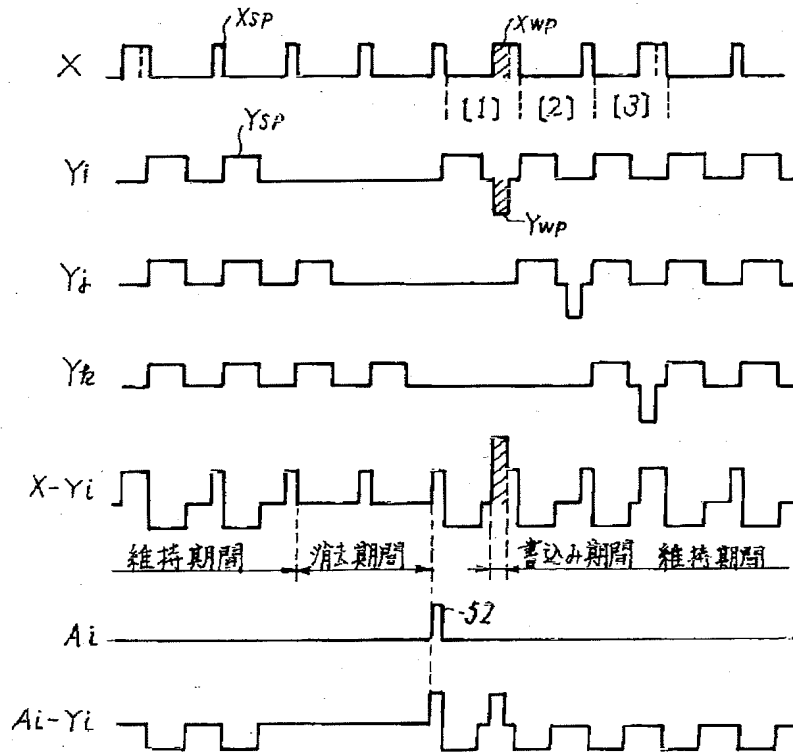 XSP
XWP
X
[1] [2] [3]
YSP
Yi
YWP
Yj
Yk
X-Yi
維持期間 消去期間 書込み期間 維持期間
52
Ai
Ai-Yi